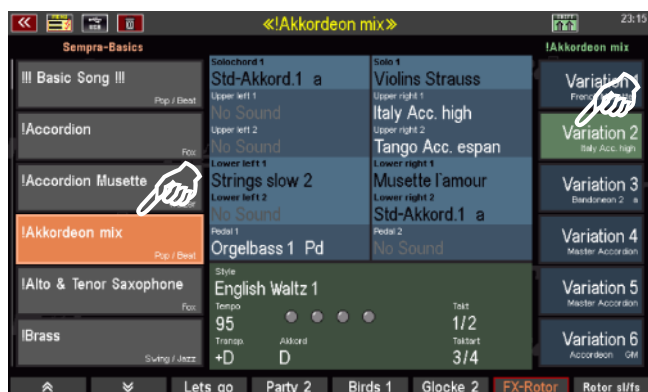 «!Akkordeon mix»
23:15
Sempra-Basics
!!! Basic Song !!!
Pop / Beat
!Accordion
Fox
!Accordion Musette
!Akkordeon mix
Pop / Beat
!Alto & Tenor Saxophone
Fox
!Brass
Swing / Jazz
Solochord 1
Std-Akkord.1 a
Solo 1
Violins Strauss
Upper left 1
No Sound
Upper right 1
Italy Acc. high
Upper left 2
No Sound
Upper right 2
Tango Acc. espan
Lower left 1
Strings slow 2
Lower right 1
Musette l'amour
Lower left 2
No Sound
Lower right 2
Std-Akkord.1 a
Pedal 1
Orgelbass 1 Pd
Pedal 2
No Sound
Style
English Waltz 1
Tempo
95
Takt
1/2
Transp.
+D
Akkord
D
Taktart
3/4
!Akkordeon mix
Variation
Variation 2
Italy Acc. high
Variation 3
Bandoneon 2 a
Variation 4
Master Accordion
Variation 5
Master Accordion
Variation 6
Accordeon GM
Lets go
Party 2
Birds 1
Glocke 2
FX-Rotor
Rotor sl/fs